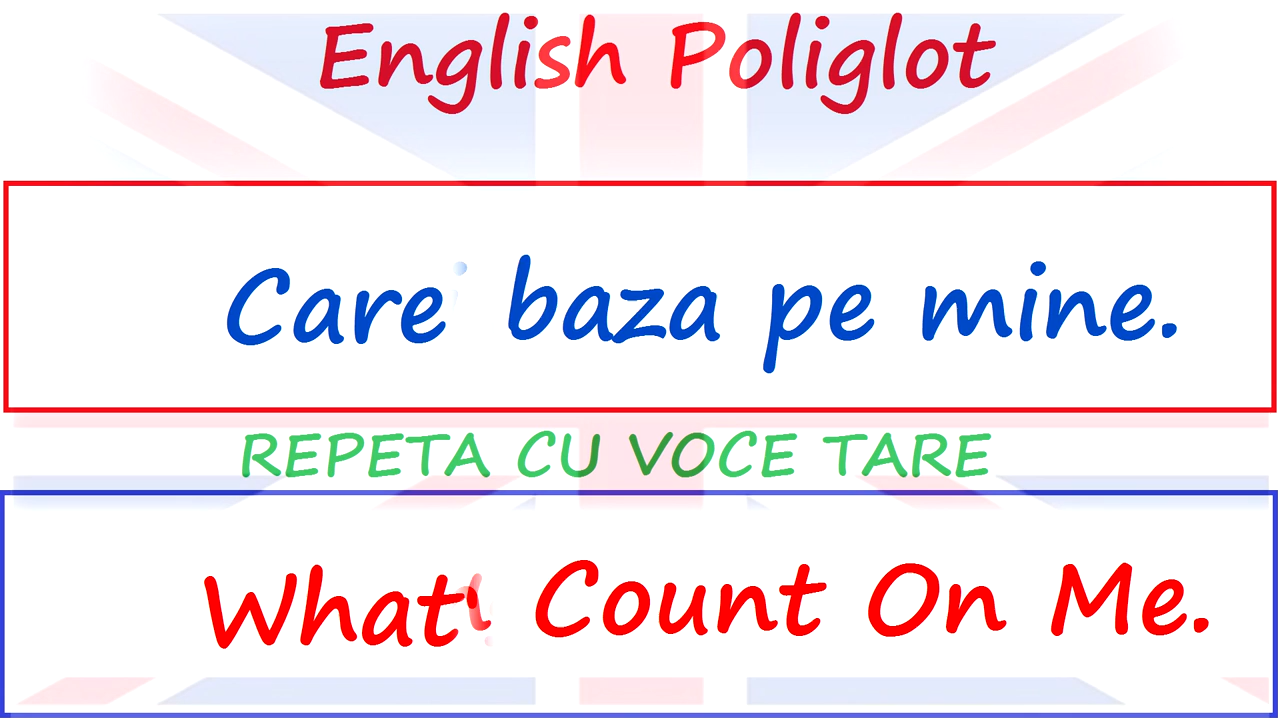 English Poliglot
Care baza pe mine.
REPETA CU VOCE TARE
What Count On Me.